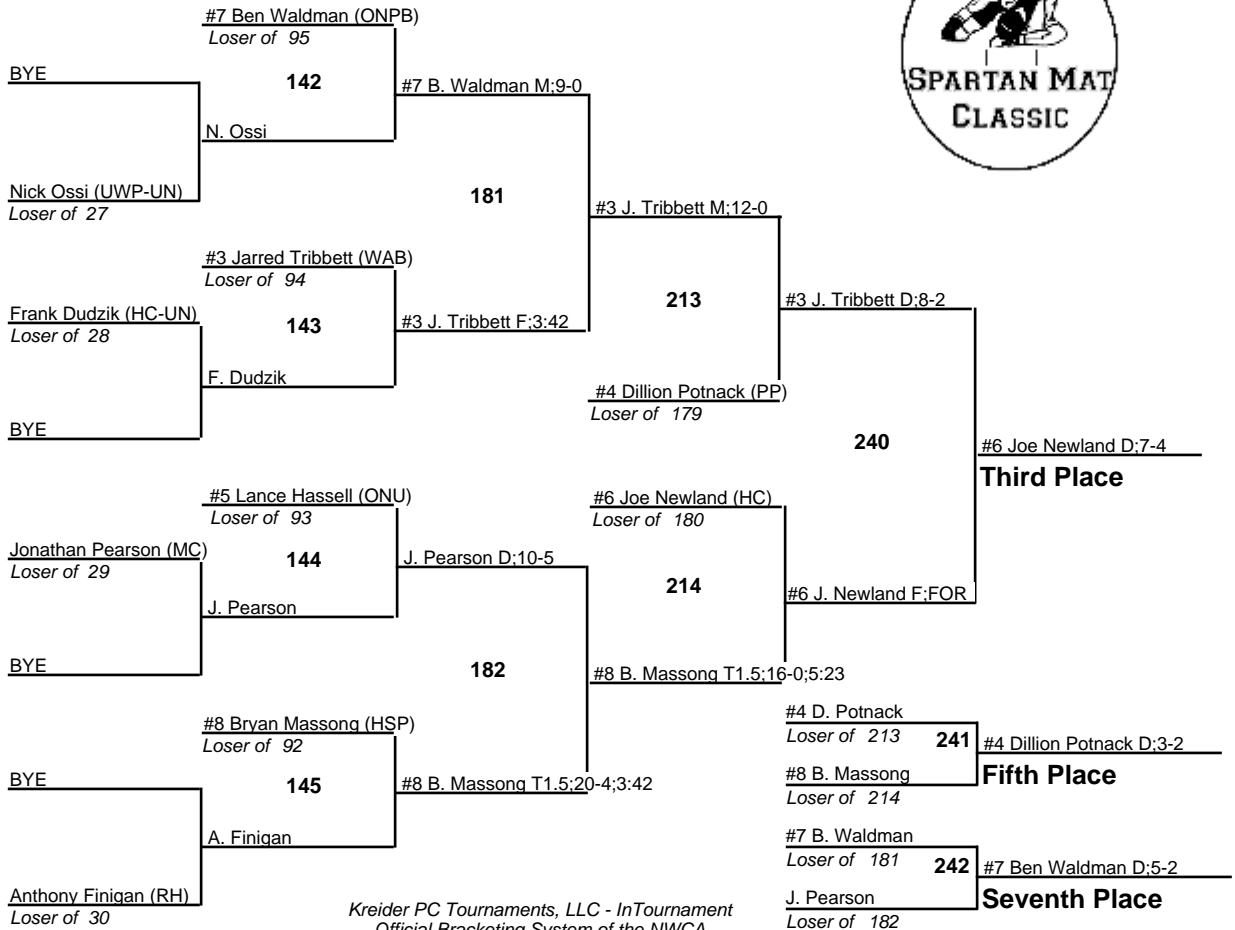 #7 Ben Waldman (ONPB)
Loser of 95
BYE
142
#7 B. Waldman M;9-0
SPARTAN MAT
CLASSIC
N. Ossi
Nick Ossi (UWP-UN)
Loser of 27
181
#3 J. Tribbett M;12-0
#3 Jarred Tribbett (WAB)
Loser of 94
Frank Dudzik (HC-UN)
Loser of 28
143
#3 J. Tribbett F;3:42
213
#3 J. Tribbett D;8-2
F. Dudzik
#4 Dillion Potnack (PP)
Loser of 179
BYE
240
#6 Joe Newland D;7-4
Third Place
#5 Lance Hassell (ONU)
Loser of 93
#6 Joe Newland (HC)
Loser of 180
Jonathan Pearson (MC)
Loser of 29
144
J. Pearson D;10-5
214
#6 J. Newland F;FOR
J. Pearson
BYE
182
#8 B. Massong T1.5;16-0;5:23
#8 Bryan Massong (HSP)
Loser of 92
#4 D. Potnack
Loser of 213
241
#4 Dillion Potnack D;3-2
Fifth Place
BYE
145
#8 B. Massong T1.5;20-4;3:42
#8 B. Massong
Loser of 214
A. Finigan
#7 B. Waldman
Loser of 181
242
#7 Ben Waldman D;5-2
Seventh Place
Anthony Finigan (RH)
Loser of 30
J. Pearson
Loser of 182
Kreider PC Tournaments, LLC - InTournament
Official Bracketing System of the NWCA